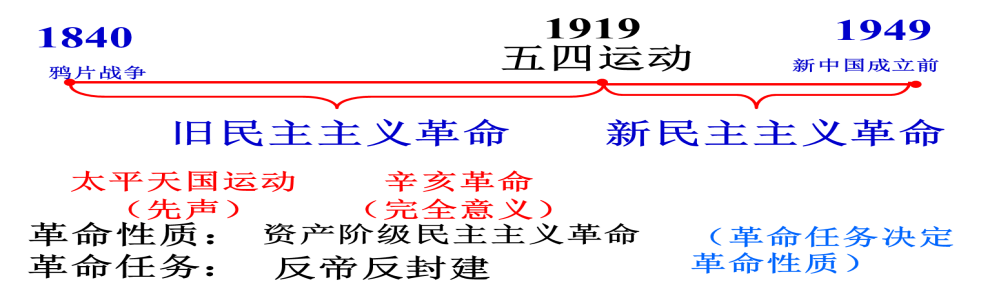 1840
1919
1949
鸦片战争
五四运动
新中国成立前
旧民主主义革命
新民主主义革命
太平天国运动
(先声)
辛亥革命
(完全意义)
革命性质: 资产阶级民主主义革命
革命任务: 反帝反封建
(革命任务决定
革命性质)